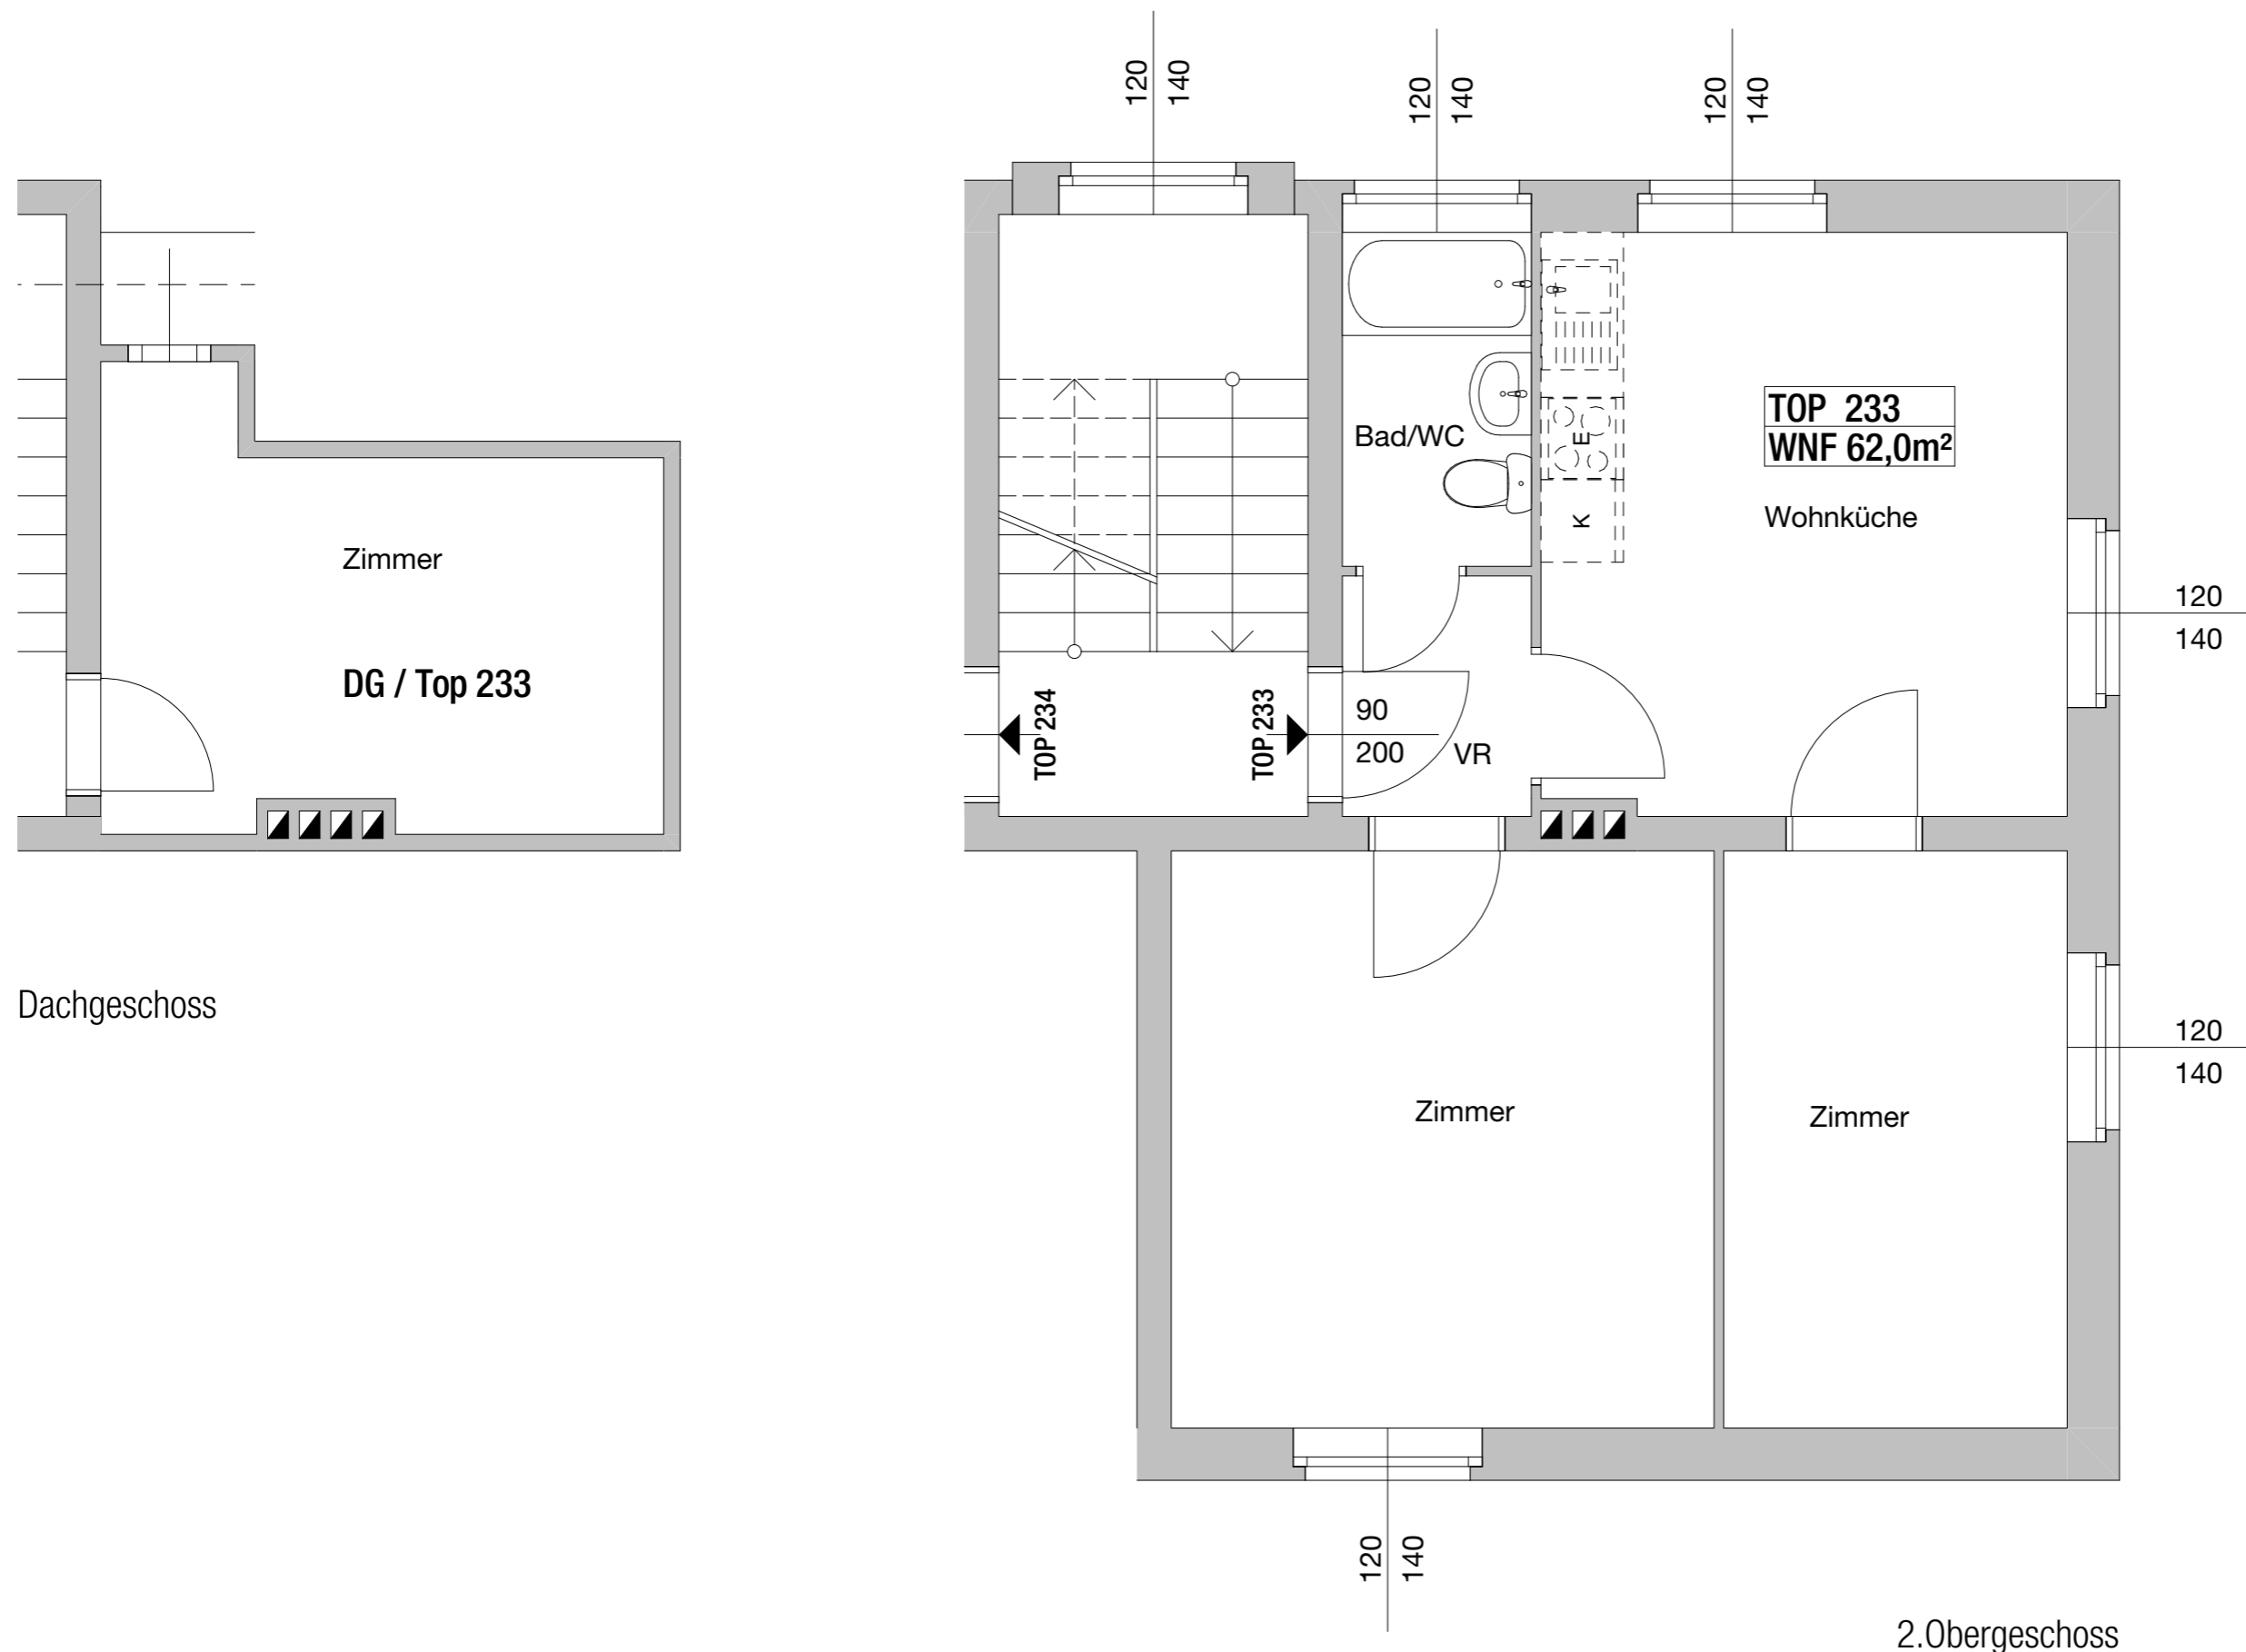 120
140
120
140
120
140
TOP 233
WNF 62,0m²
Bad/WC
E
K
Wohnküche
Zimmer
120
140
DG / Top 233
TOP 234
TOP 233
90
200
VR
Dachgeschoss
120
140
Zimmer
Zimmer
120
140
2.Obergeschoss